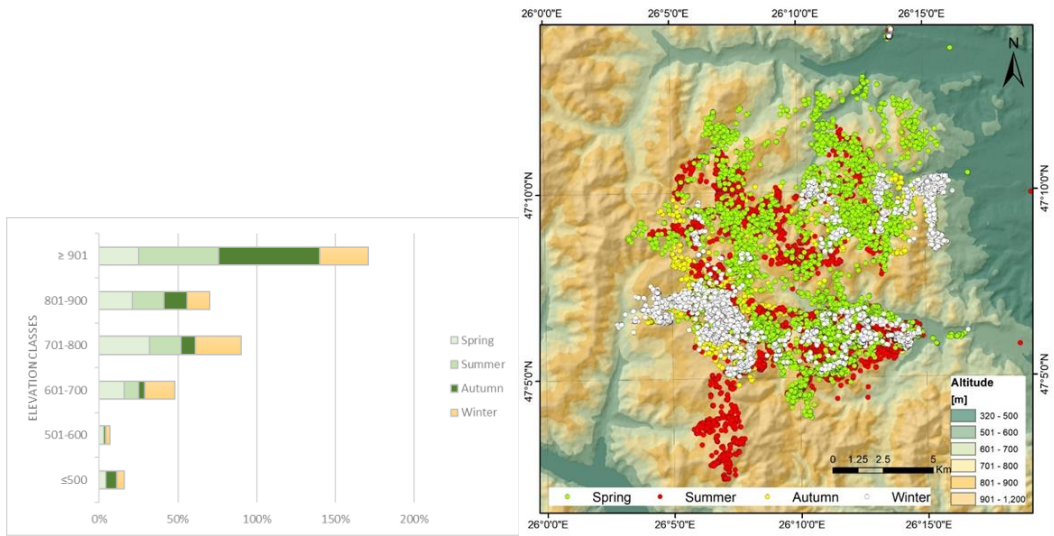 ≥ 901
801-900
701-800
601-700
501-600
≤500
ELEVATION CLASSES
0% 50% 100% 150% 200%
Spring
Summer
Autumn
Winter
26°0'0"E 26°5'0"E 26°10'0"E 26°15'0"E
N
47°10'0"N 47°10'0"N
47°5'0"N 47°5'0"N
Altitude
[m]
320 - 500
501 - 600
601 - 700
701 - 800
801 - 900
901 - 1,200
0 1.25 2.5 5
Km
Spring Summer Autumn Winter
26°0'0"E 26°5'0"E 26°10'0"E 26°15'0"E